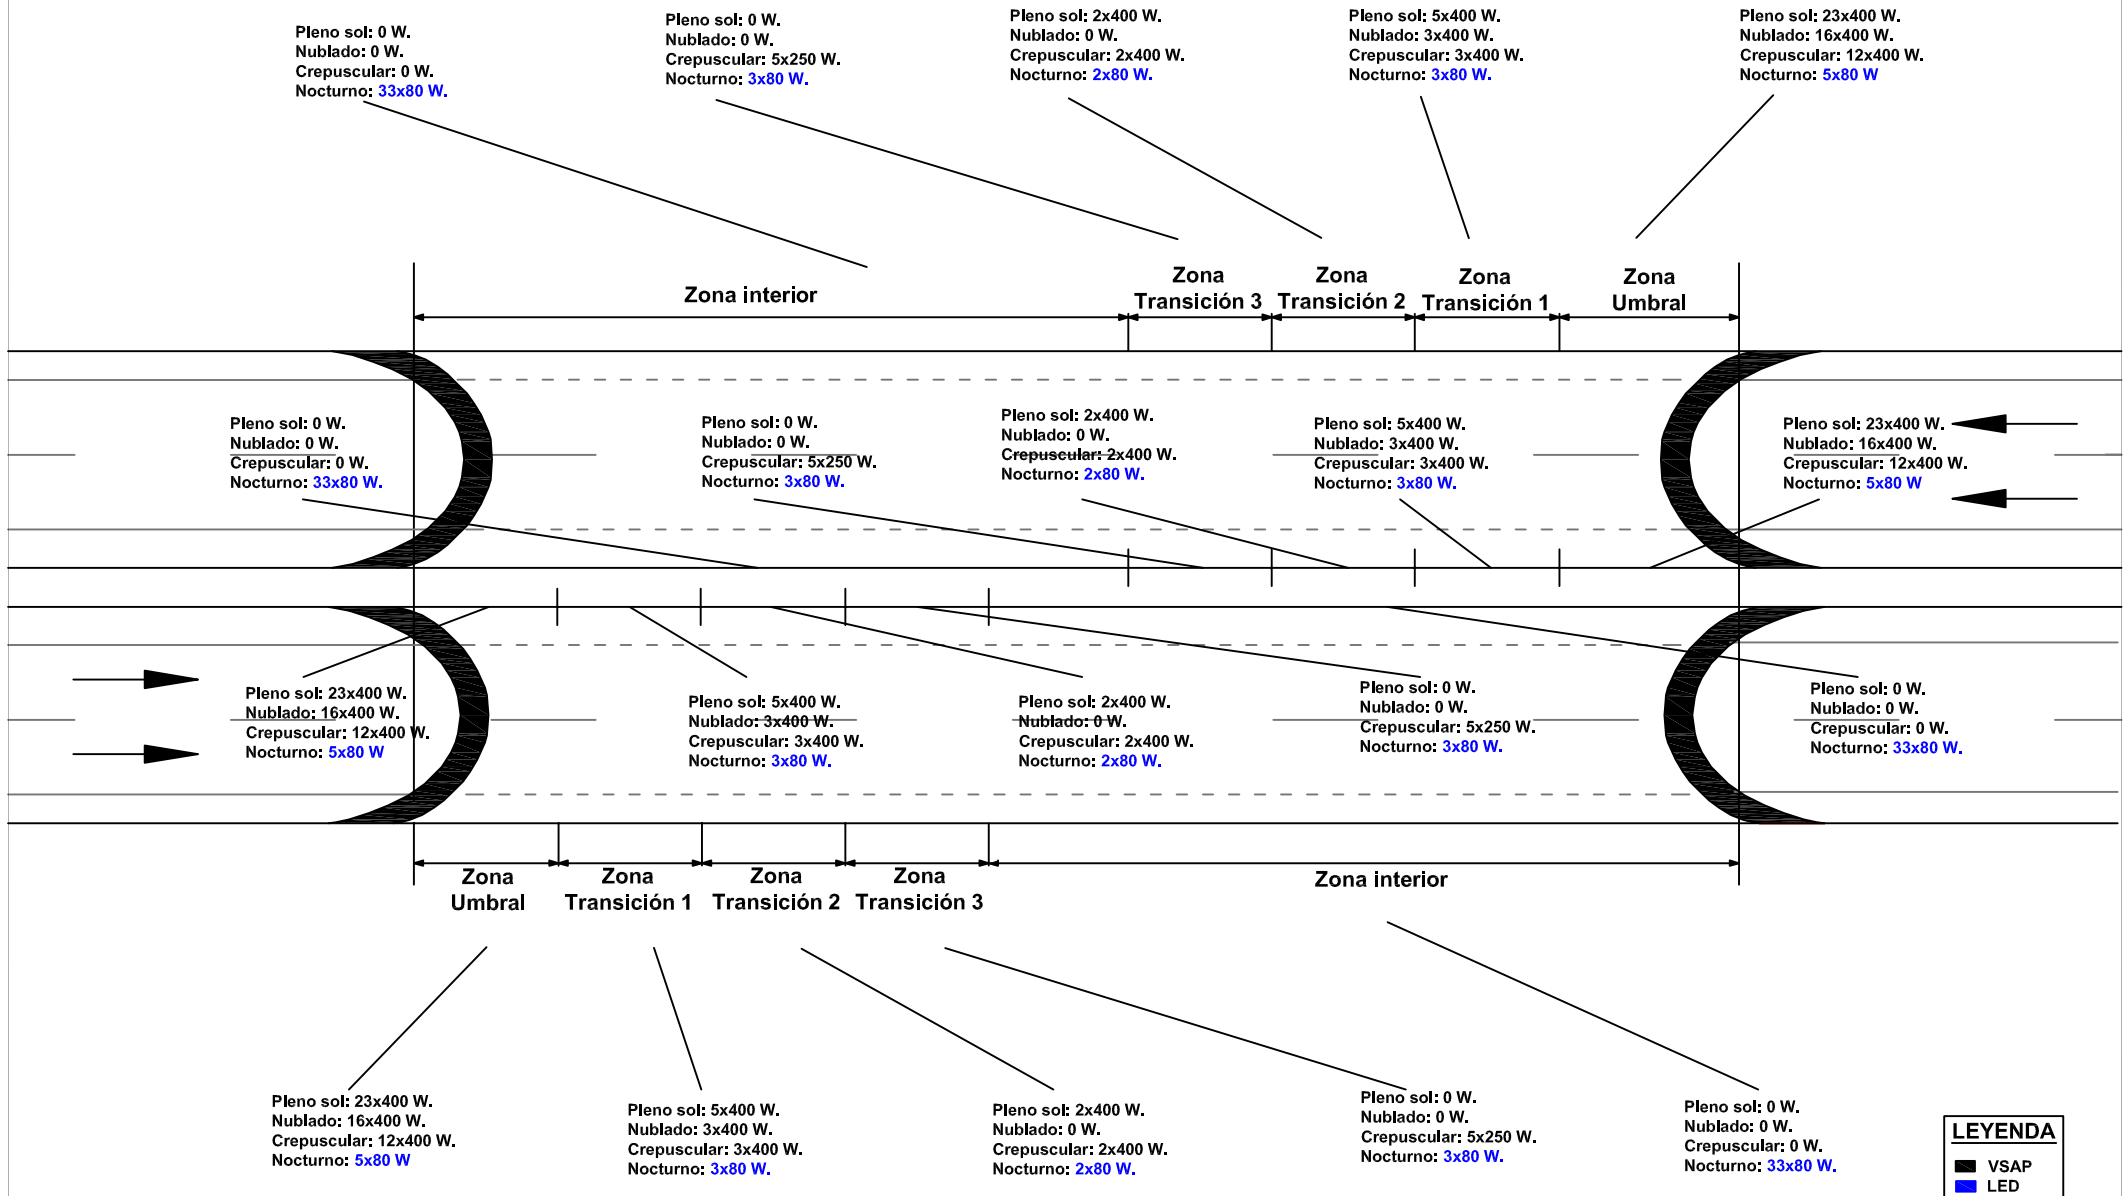 Pleno sol: 0 W.
Nublado: 0 W.
Crepuscular: 0 W.
Nocturno: 33x80 W.
Pleno sol: 0 W.
Nublado: 0 W.
Crepuscular: 5x250 W.
Nocturno: 3x80 W.
Pleno sol: 2x400 W.
Nublado: 0 W.
Crepuscular: 2x400 W.
Nocturno: 2x80 W.
Pleno sol: 5x400 W.
Nublado: 3x400 W.
Crepuscular: 3x400 W.
Nocturno: 3x80 W.
Pleno sol: 23x400 W.
Nublado: 16x400 W.
Crepuscular: 12x400 W.
Nocturno: 5x80 W
Zona interior
Zona
Transición 3
Zona
Transición 2
Zona
Transición 1
Zona
Umbral
Pleno sol: 0 W.
Nublado: 0 W.
Crepuscular: 0 W.
Nocturno: 33x80 W.
Pleno sol: 0 W.
Nublado: 0 W.
Crepuscular: 5x250 W.
Nocturno: 3x80 W.
Pleno sol: 2x400 W.
Nublado: 0 W.
Crepuscular: 2x400 W.
Nocturno: 2x80 W.
Pleno sol: 5x400 W.
Nublado: 3x400 W.
Crepuscular: 3x400 W.
Nocturno: 3x80 W.
Pleno sol: 23x400 W.
Nublado: 16x400 W.
Crepuscular: 12x400 W.
Nocturno: 5x80 W
Pleno sol: 23x400 W.
Nublado: 16x400 W.
Crepuscular: 12x400 W.
Nocturno: 5x80 W
Pleno sol: 5x400 W.
Nublado: 3x400 W.
Crepuscular: 3x400 W.
Nocturno: 3x80 W.
Pleno sol: 2x400 W.
Nublado: 0 W.
Crepuscular: 2x400 W.
Nocturno: 2x80 W.
Pleno sol: 0 W.
Nublado: 0 W.
Crepuscular: 5x250 W.
Nocturno: 3x80 W.
Pleno sol: 0 W.
Nublado: 0 W.
Crepuscular: 0 W.
Nocturno: 33x80 W.
Zona
Umbral
Zona
Transición 1
Zona
Transición 2
Zona
Transición 3
Zona interior
Pleno sol: 23x400 W.
Nublado: 16x400 W.
Crepuscular: 12x400 W.
Nocturno: 5x80 W
Pleno sol: 5x400 W.
Nublado: 3x400 W.
Crepuscular: 3x400 W.
Nocturno: 3x80 W.
Pleno sol: 2x400 W.
Nublado: 0 W.
Crepuscular: 2x400 W.
Nocturno: 2x80 W.
Pleno sol: 0 W.
Nublado: 0 W.
Crepuscular: 5x250 W.
Nocturno: 3x80 W.
Pleno sol: 0 W.
Nublado: 0 W.
Crepuscular: 0 W.
Nocturno: 33x80 W.
LEYENDA
VSAP
LED